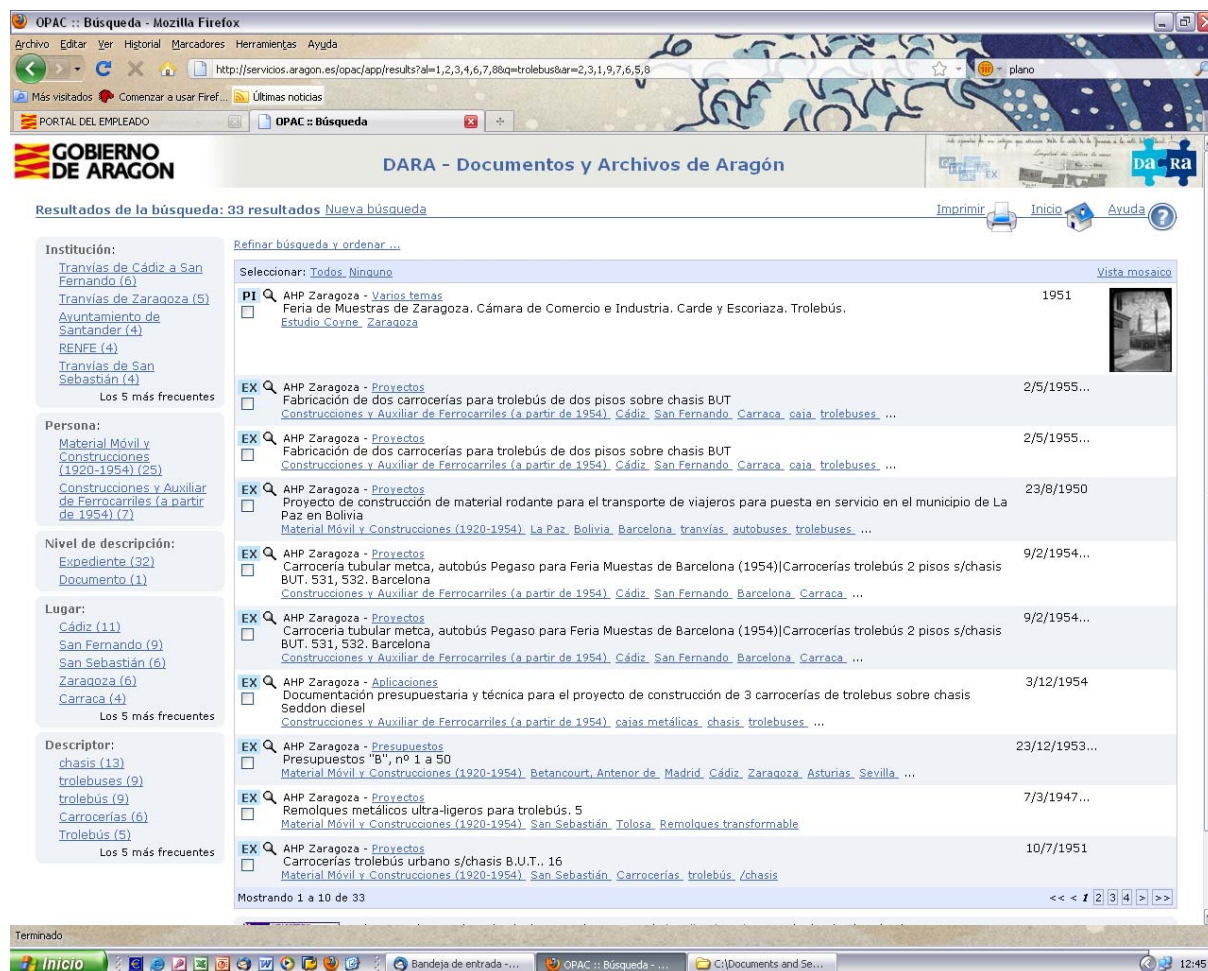 OPAC :: Búsqueda - Mozilla Firefox
Archivo Editar Ver Historial Marcadores Herramientas Ayuda
http://servicios.aragon.es/opac/app/results?al=1,2,3,4,6,7,8&q=trolebus&ar=2,3,1,9,7,6,5,8
plano
Más visitados Comenzar a usar Firef... Últimas noticias
PORTAL DEL EMPLEADO OPAC :: Búsqueda
GOBIERNO
DE ARAGON
DARA - Documentos y Archivos de Aragón
DaRa
Resultados de la búsqueda: 33 resultados Nueva búsqueda
Imprimir Inicio Ayuda
Institución:
Tranvías de Cádiz a San
Fernando (6)
Tranvías de Zaragoza (5)
Ayuntamiento de
Santander (4)
RENFE (4)
Tranvías de San
Sebastián (4)
Los 5 más frecuentes
Persona:
Material Móvil y
Construcciones
(1920-1954) (25)
Construcciones y Auxiliar
de Ferrocarriles (a partir
de 1954) (7)
Nivel de descripción:
Expediente (32)
Documento (1)
Lugar:
Cádiz (11)
San Fernando (9)
San Sebastián (6)
Zaragoza (6)
Carraca (4)
Los 5 más frecuentes
Descriptor:
chasis (13)
trolebuses (9)
trolebús (9)
Carrocerías (6)
Trolebús (5)
Los 5 más frecuentes
Refinar búsqueda y ordenar ...
Seleccionar: Todos Ninguno
Vista mosaico
PI AHP Zaragoza - Varios temas 1951
Feria de Muestras de Zaragoza. Cámara de Comercio e Industria. Carde y Escoriaza. Trolebús.
Estudio Coyne Zaragoza
EX AHP Zaragoza - Proyectos 2/5/1955...
Fabricación de dos carrocerías para trolebús de dos pisos sobre chasis BUT
Construcciones y Auxiliar de Ferrocarriles (a partir de 1954) Cádiz San Fernando Carraca caja trolebuses ...
EX AHP Zaragoza - Proyectos 2/5/1955...
Fabricación de dos carrocerías para trolebús de dos pisos sobre chasis BUT
Construcciones y Auxiliar de Ferrocarriles (a partir de 1954) Cádiz San Fernando Carraca caja trolebuses ...
EX AHP Zaragoza - Proyectos 23/8/1950
Proyecto de construcción de material rodante para el transporte de viajeros para puesta en servicio en el municipio de La
Paz en Bolivia
Material Móvil y Construcciones (1920-1954) La Paz Bolivia Barcelona tranvías autobuses trolebuses ...
EX AHP Zaragoza - Proyectos 9/2/1954...
Carrocería tubular metca, autobús Pegaso para Feria Muestas de Barcelona (1954)|Carrocerías trolebús 2 pisos s/chasis
BUT. 531, 532. Barcelona
Construcciones y Auxiliar de Ferrocarriles (a partir de 1954) Cádiz San Fernando Barcelona Carraca ...
EX AHP Zaragoza - Proyectos 9/2/1954...
Carroceria tubular metca, autobús Pegaso para Feria Muestas de Barcelona (1954)|Carrocerías trolebús 2 pisos s/chasis
BUT. 531, 532. Barcelona
Construcciones y Auxiliar de Ferrocarriles (a partir de 1954) Cádiz San Fernando Barcelona Carraca ...
EX AHP Zaragoza - Aplicaciones 3/12/1954
Documentación presupuestaria y técnica para el proyecto de construcción de 3 carrocerías de trolebus sobre chasis
Seddon diesel
Construcciones y Auxiliar de Ferrocarriles (a partir de 1954) cajas metálicas chasis trolebuses ...
EX AHP Zaragoza - Presupuestos 23/12/1953...
Presupuestos "B", nº 1 a 50
Material Móvil y Construcciones (1920-1954) Betancourt, Antenor de Madrid Cádiz Zaragoza Asturias Sevilla ...
EX AHP Zaragoza - Proyectos 7/3/1947...
Remolques metálicos ultra-ligeros para trolebús. 5
Material Móvil y Construcciones (1920-1954) San Sebastián Tolosa Remolques transformable
EX AHP Zaragoza - Proyectos 10/7/1951
Carrocerías trolebús urbano s/chasis B.U.T.. 16
Material Móvil y Construcciones (1920-1954) San Sebastián Carrocerías trolebús /chasis
Mostrando 1 a 10 de 33
<< < 1 2 3 4 > >>
Terminado
Inicio Bandeja de entrada -... OPAC :: Búsqueda - ... C:\Documents and Se... 12:45